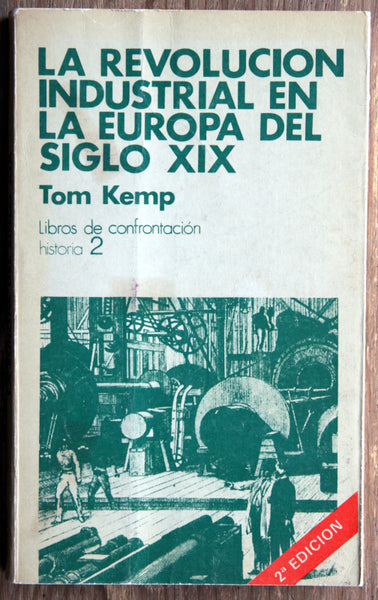 LA REVOLUCION
INDUSTRIAL EN
LA EUROPA DEL
SIGLO XIX
Tom Kemp
Libros de confrontación
historia 2
2ª EDICION